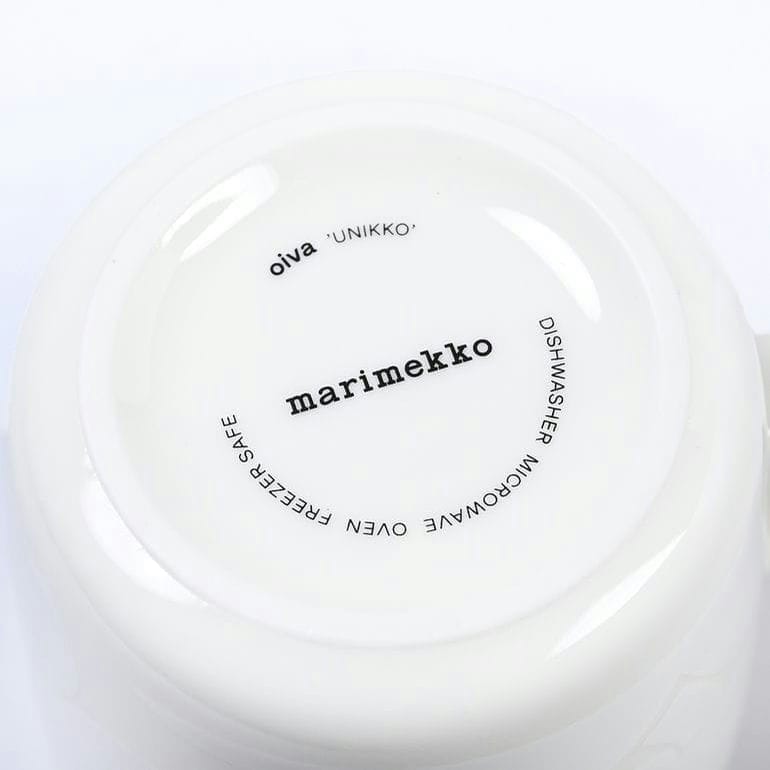 oiva 'UNIKKO'
marimekko
DISHWASHER MICROWAVE OVEN FREEZER SAFE